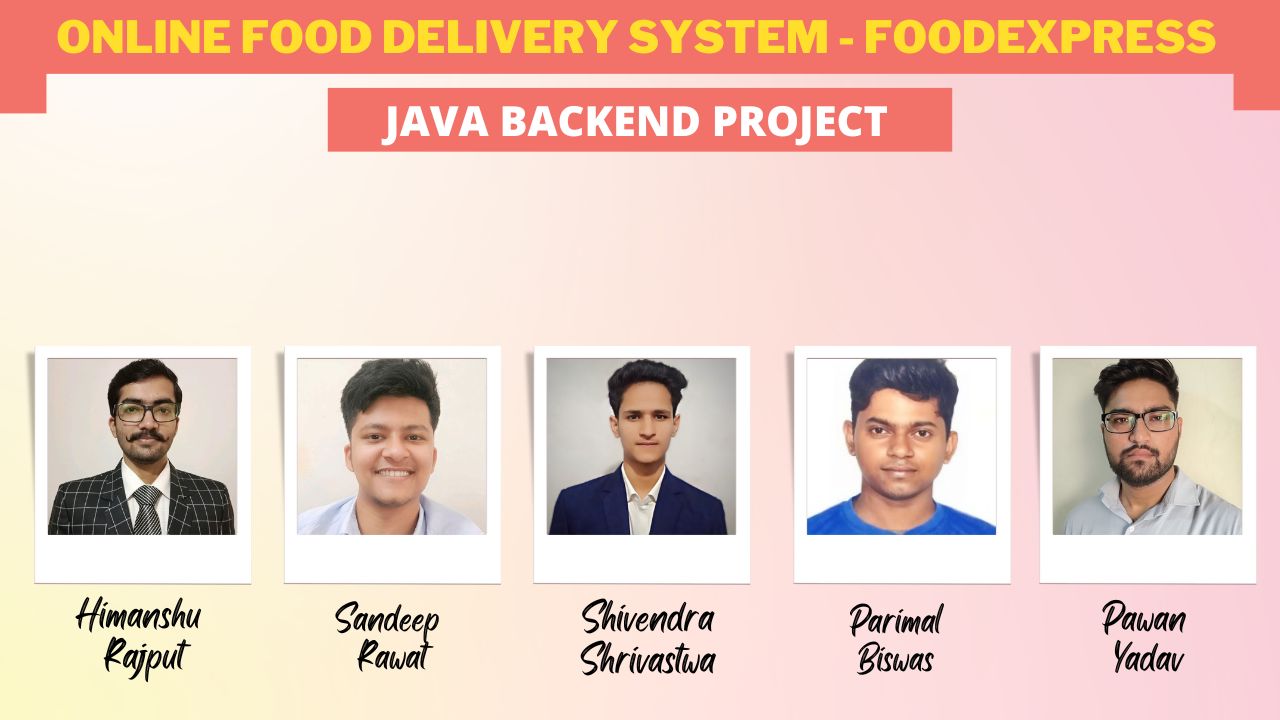 ONLINE FOOD DELIVERY SYSTEM - FOODEXPRESS
JAVA BACKEND PROJECT
Himanshu
Rajput
Sandeep
Rawat
Shivendra
Shrivastwa
Parimal
Biswas
Pawan
Yadav